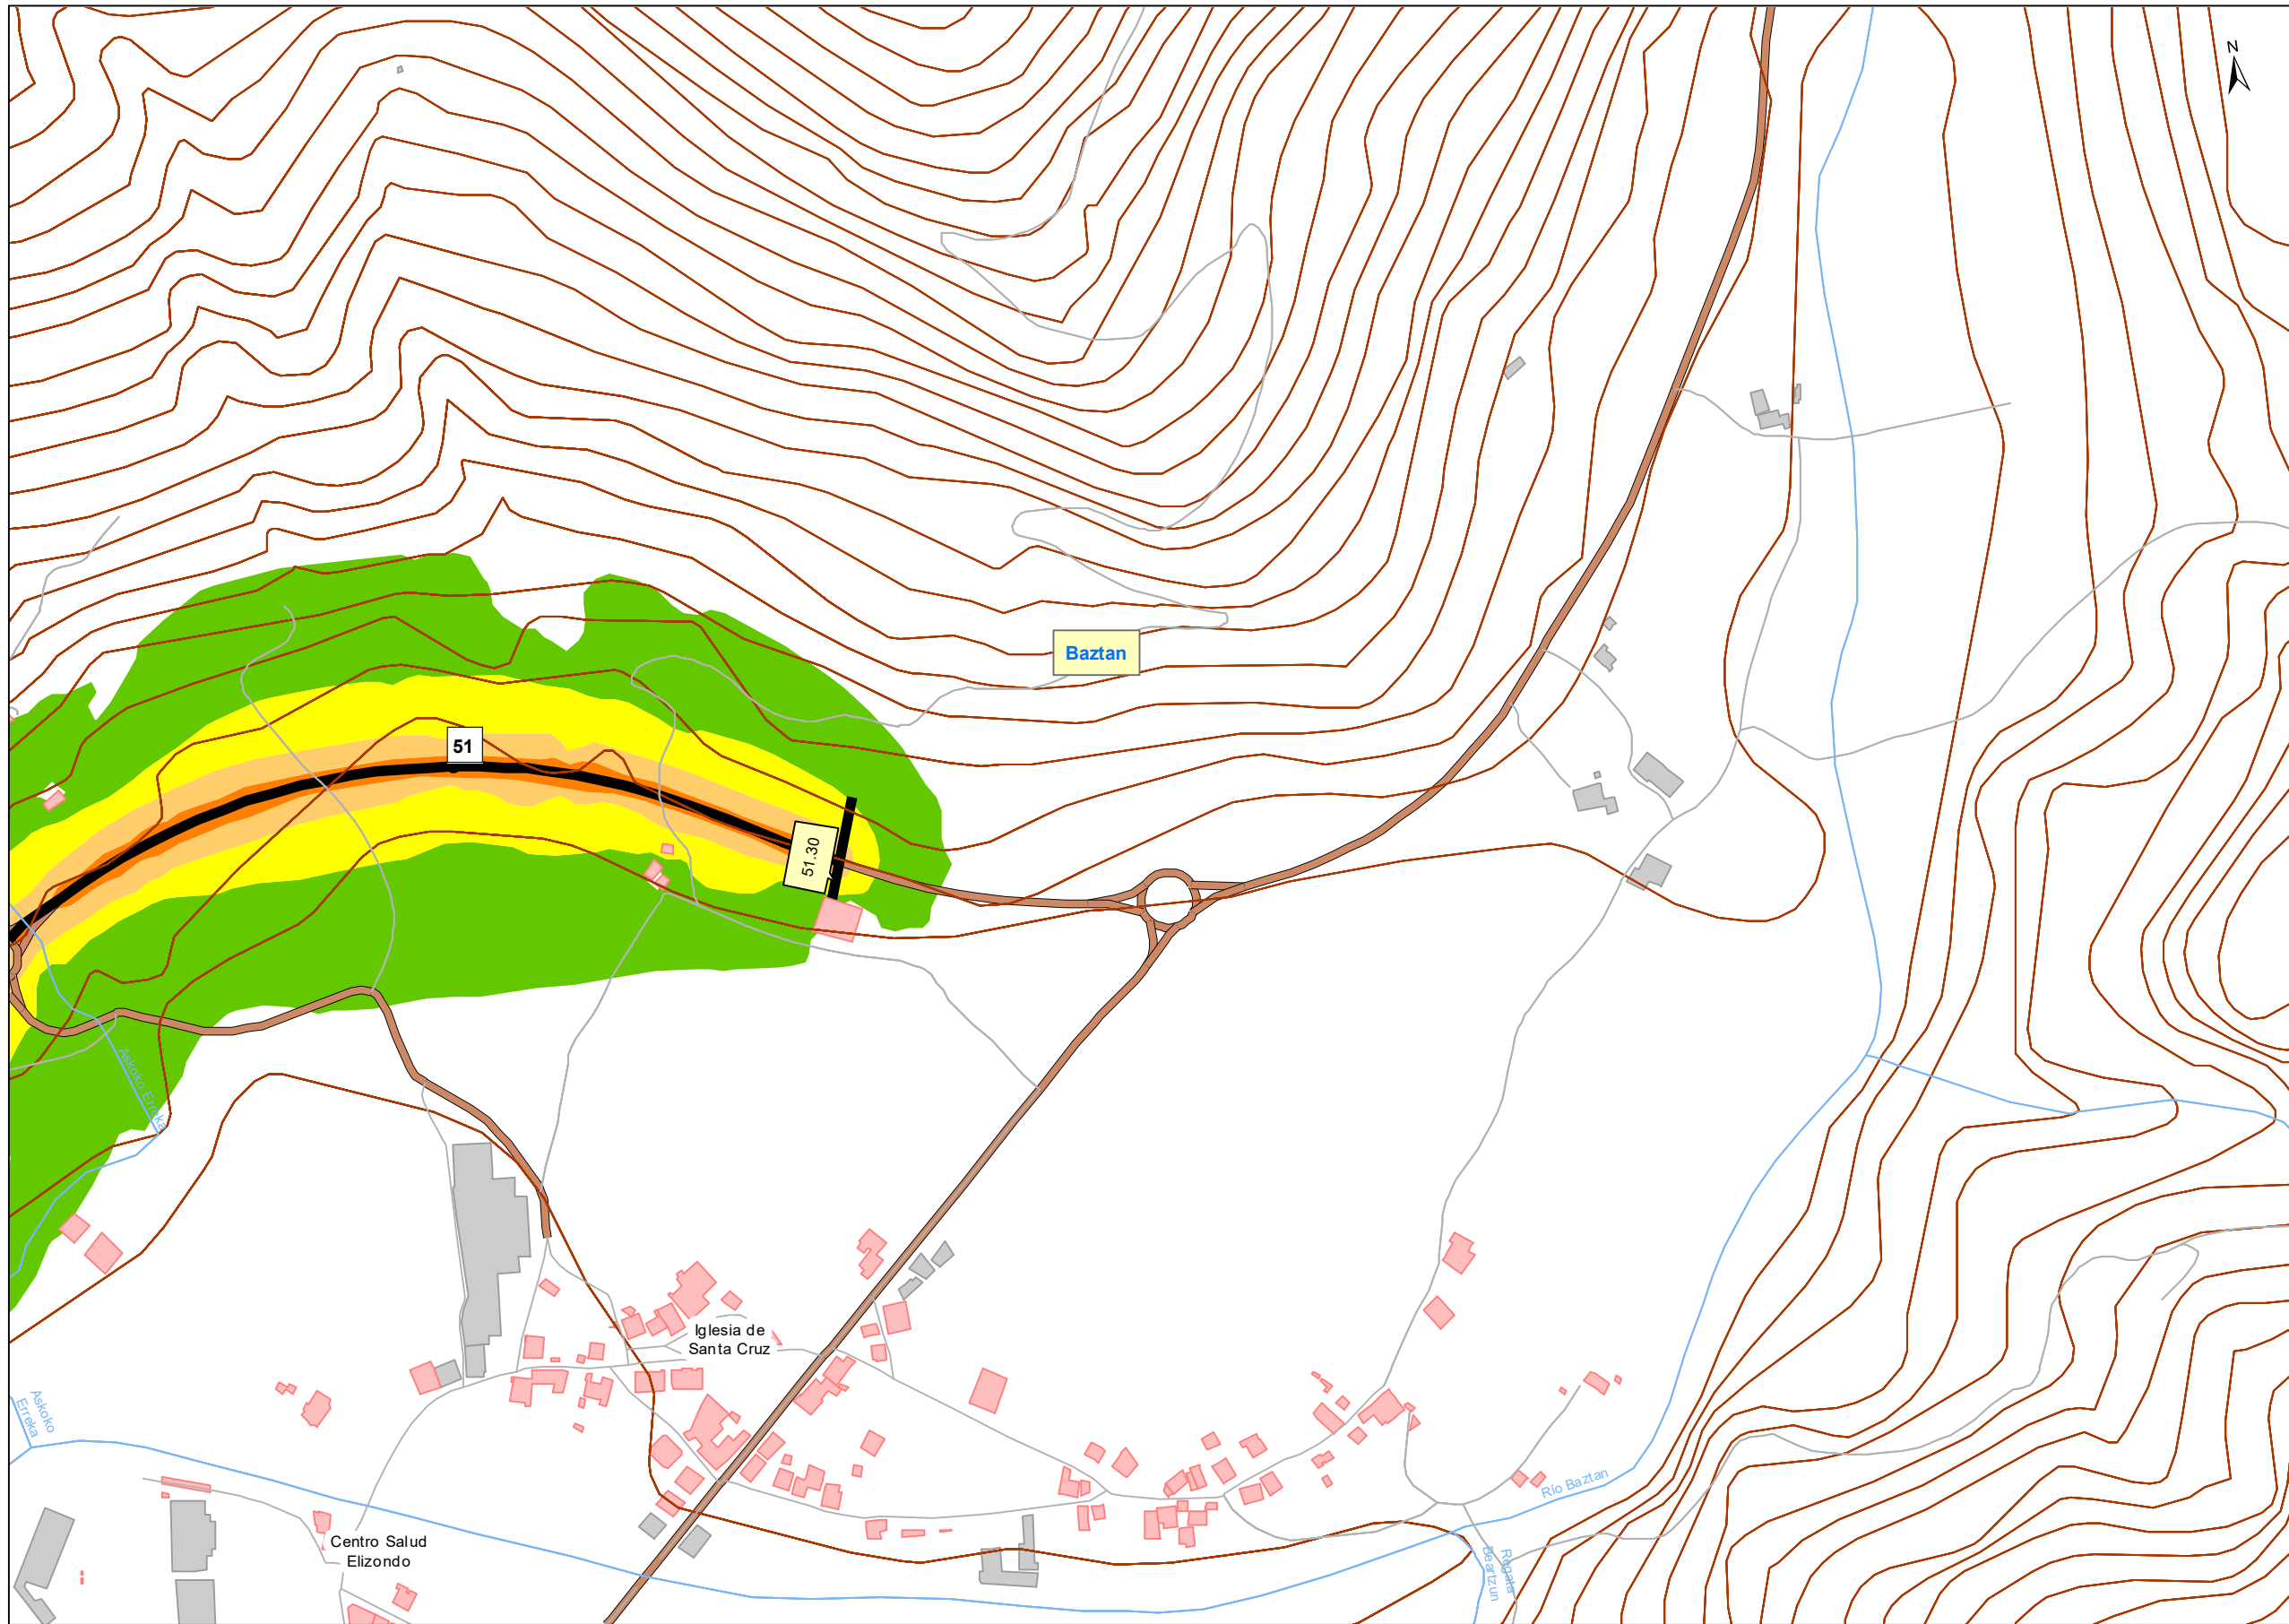 N
Baztan
51
51.30
Askoko Erreka
Iglesia de
Santa Cruz
Askoko
Erreka
Río Baztan
Centro Salud
Elizondo
Regata
Beartzun